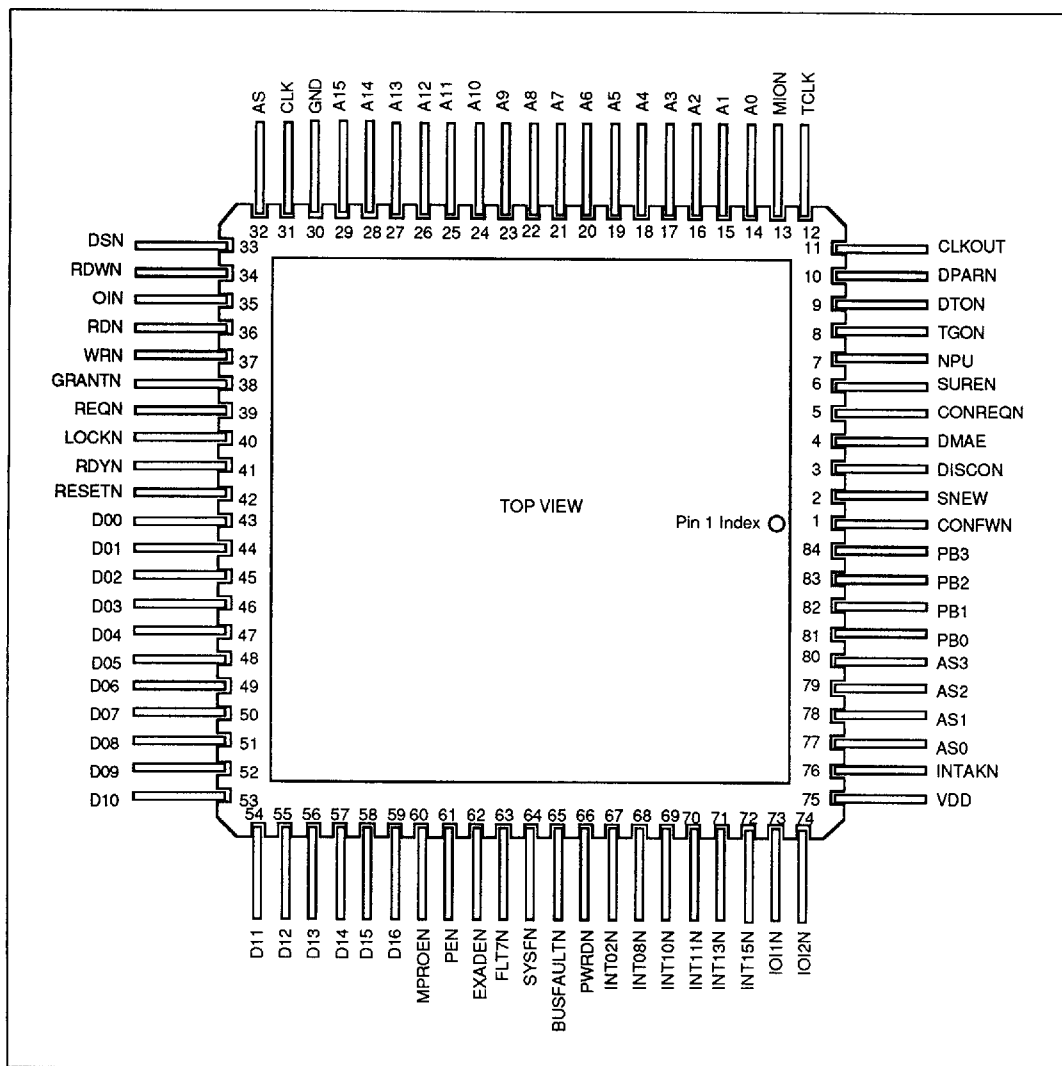 AS CLK GND A15 A14 A13 A12 A11 A10 A9 A8 A7 A6 A5 A4 A3 A2 A1 A0 MION TCLK
32 31 30 29 28 27 26 25 24 23 22 21 20 19 18 17 16 15 14 13 12
DSN 33 11 CLKOUT
RDWN 34 10 DPARN
OIN 35 9 DTON
RDN 36 8 TGON
WRN 37 7 NPU
GRANTN 38 6 SUREN
REQN 39 5 CONREQN
LOCKN 40 4 DMAE
RDYN 41 3 DISCON
RESETN 42 2 SNEW
TOP VIEW
D00 43 Pin 1 Index 1 CONFWN
D01 44 84 PB3
D02 45 83 PB2
D03 46 82 PB1
D04 47 81 PB0
D05 48 80 AS3
D06 49 79 AS2
D07 50 78 AS1
D08 51 77 AS0
D09 52 76 INTAKN
D10 53 75 VDD
54 55 56 57 58 59 60 61 62 63 64 65 66 67 68 69 70 71 72 73 74
D11 D12 D13 D14 D15 D16 MPROEN PEN EXADEN FLT7N SYSFN BUSFAULTN PWRDN INT02N INT08N INT10N INT11N INT13N INT15N IOI1N IOI2N